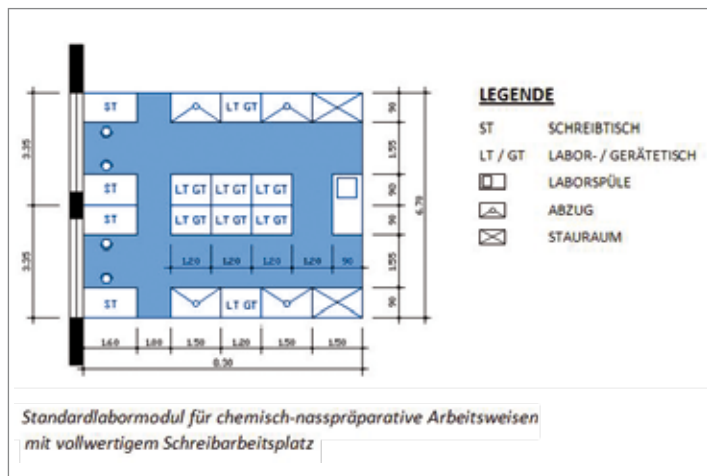 ST
LT GT
90
LEGENDE
ST SCHREIBTISCH
LT / GT LABOR- / GERÄTETISCH
LABORSPÜLE
ABZUG
STAURAUM
3.35
1.55
ST
LT GT LT GT LT GT
90
6.70
ST
LT GT LT GT LT GT
90
3.35
1.20 1.20 1.20 1.20 90
1.55
ST
LT GT
90
1.60 1.00 1.50 1.20 1.50 1.50
8.30
Standardlabormodul für chemisch-nasspräparative Arbeitsweisen
mit vollwertigem Schreibarbeitsplatz